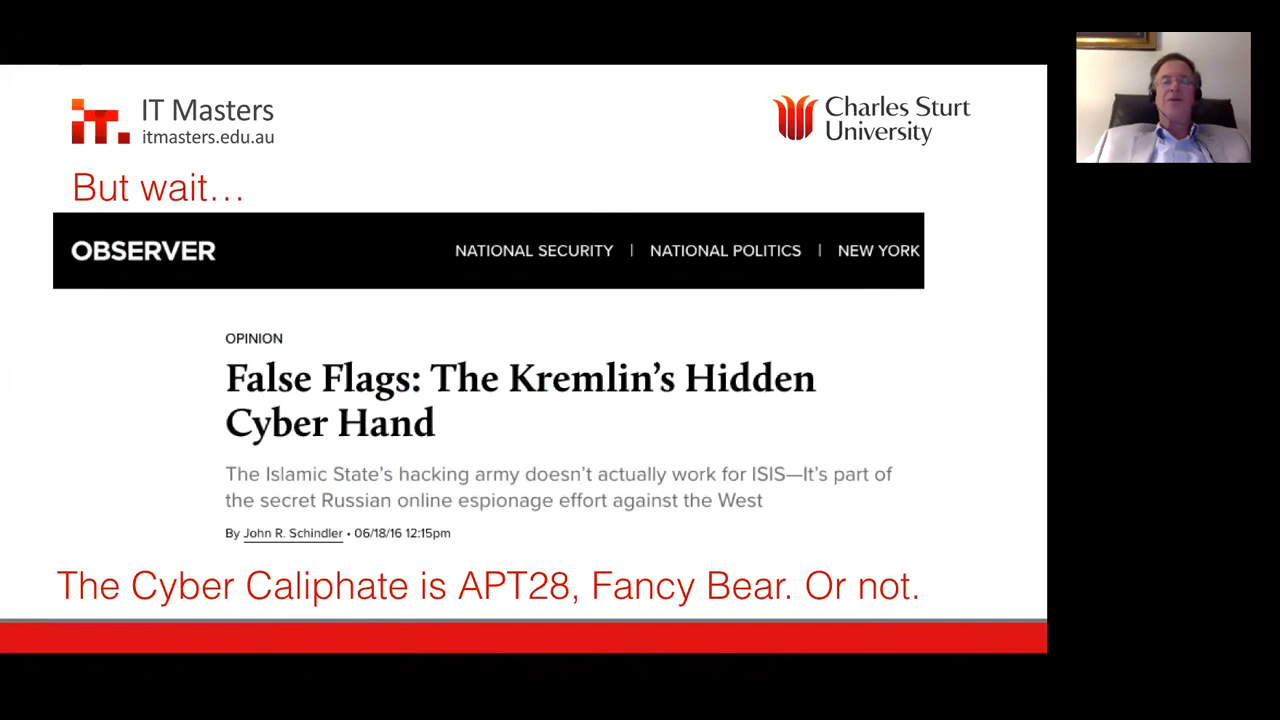 IT Masters
itmasters.edu.au
Charles Sturt
University
But wait…
OBSERVER
NATIONAL SECURITY | NATIONAL POLITICS | NEW YORK
OPINION
False Flags: The Kremlin’s Hidden
Cyber Hand
The Islamic State’s hacking army doesn’t actually work for ISIS—It’s part of
the secret Russian online espionage effort against the West
By John R. Schindler • 06/18/16 12:15pm
The Cyber Caliphate is APT28, Fancy Bear. Or not.